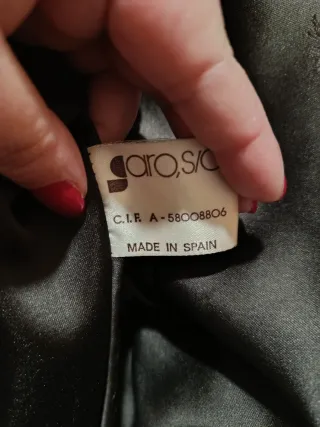 garo,s/a
C.I.F. A-58008806
MADE IN SPAIN